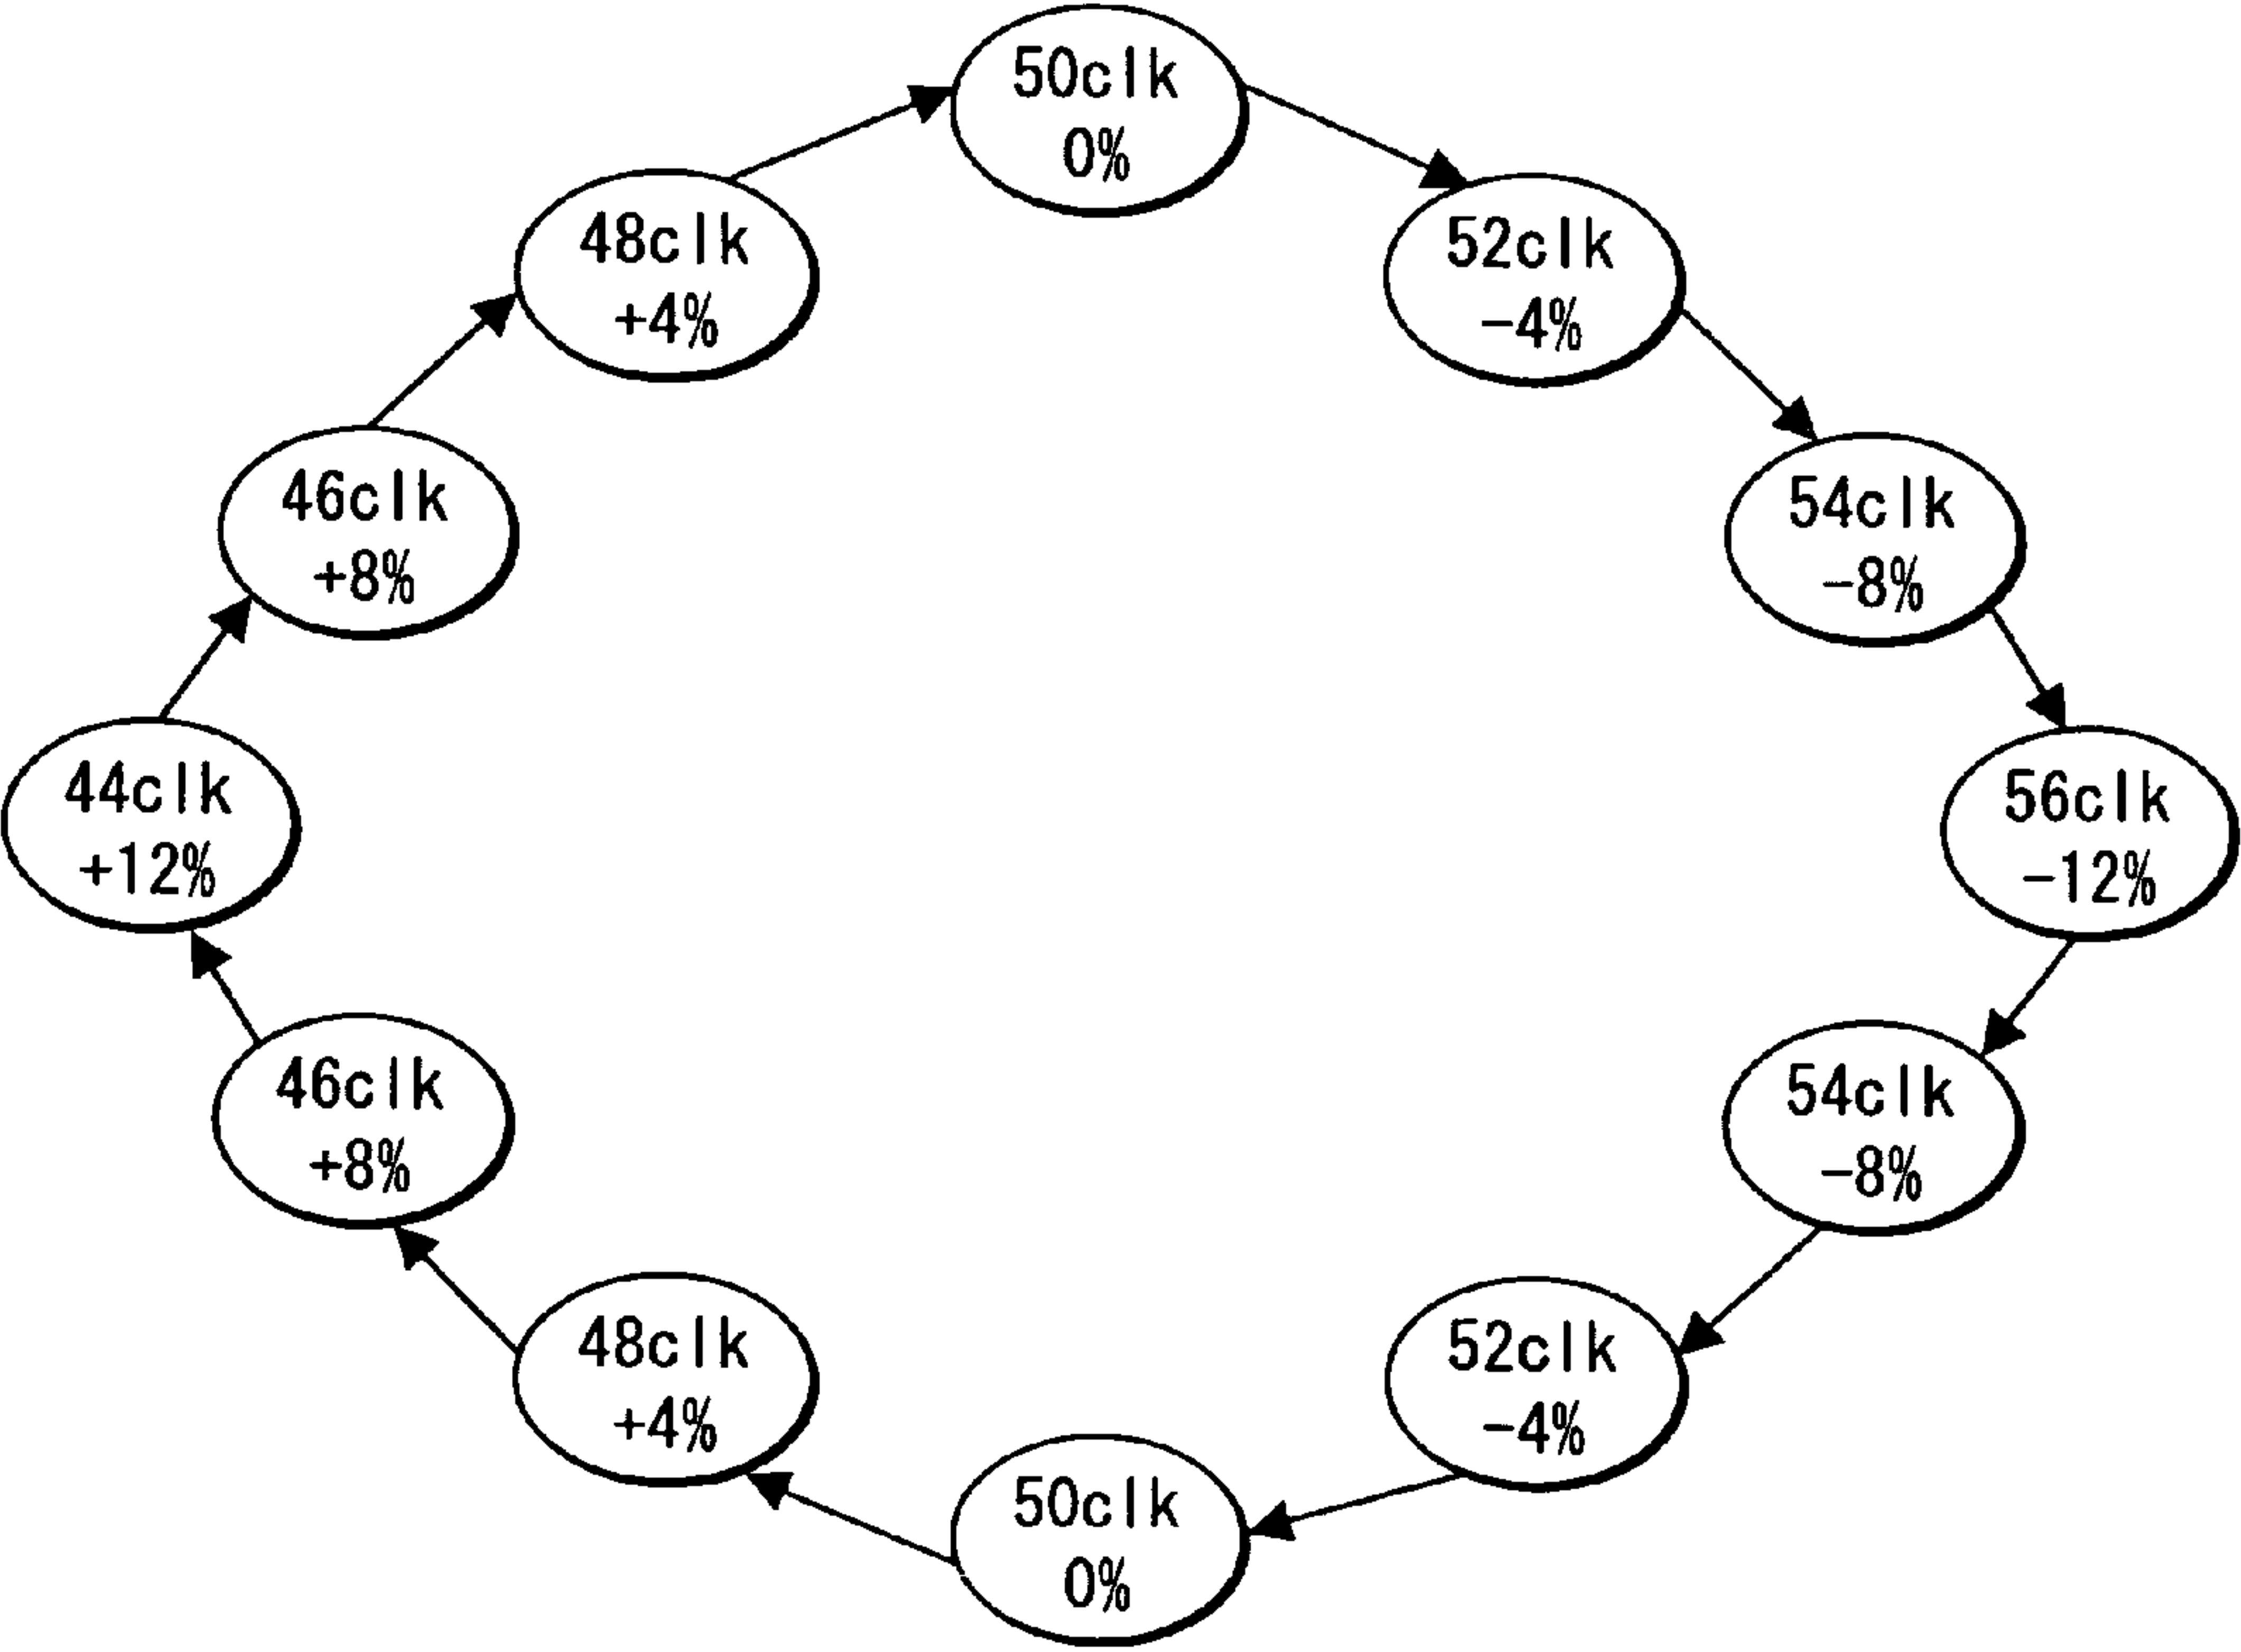 50clk
0%
48clk
+4%
52clk
-4%
46clk
+8%
54clk
-8%
44clk
+12%
56clk
-12%
46clk
+8%
54clk
-8%
48clk
+4%
52clk
-4%
50clk
0%